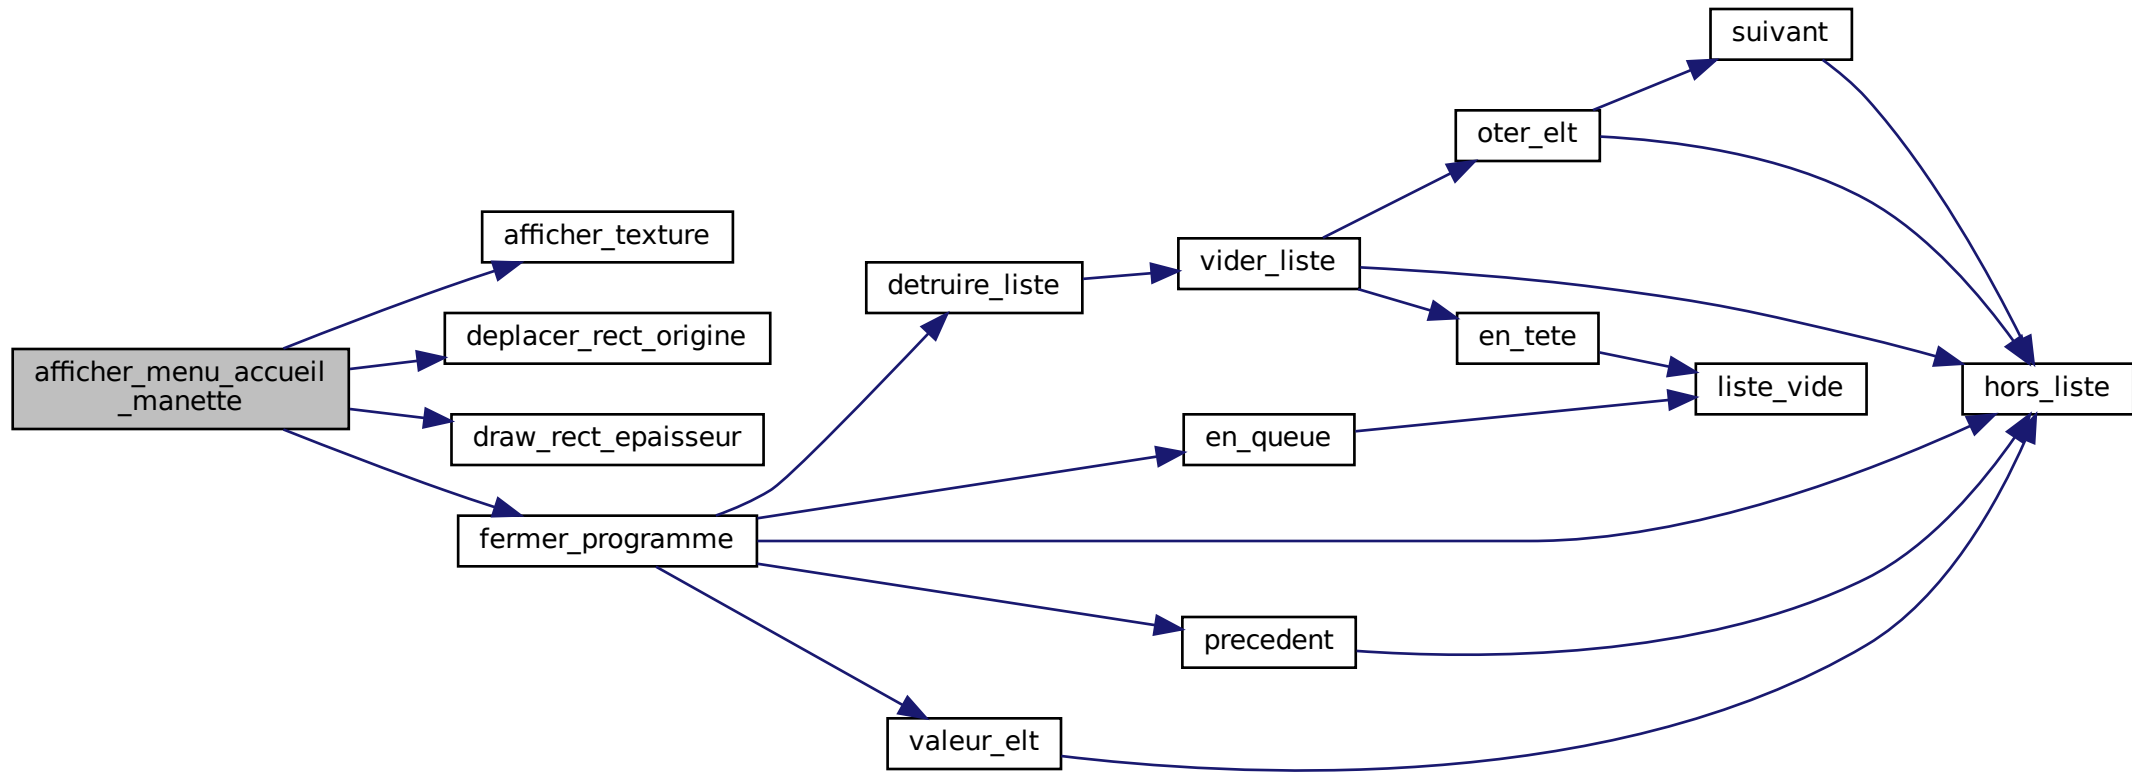 afficher_menu_accueil
_manette
afficher_texture
deplacer_rect_origine
draw_rect_epaisseur
fermer_programme
detruire_liste
vider_liste
oter_elt
suivant
hors_liste
en_tete
liste_vide
en_queue
precedent
valeur_elt